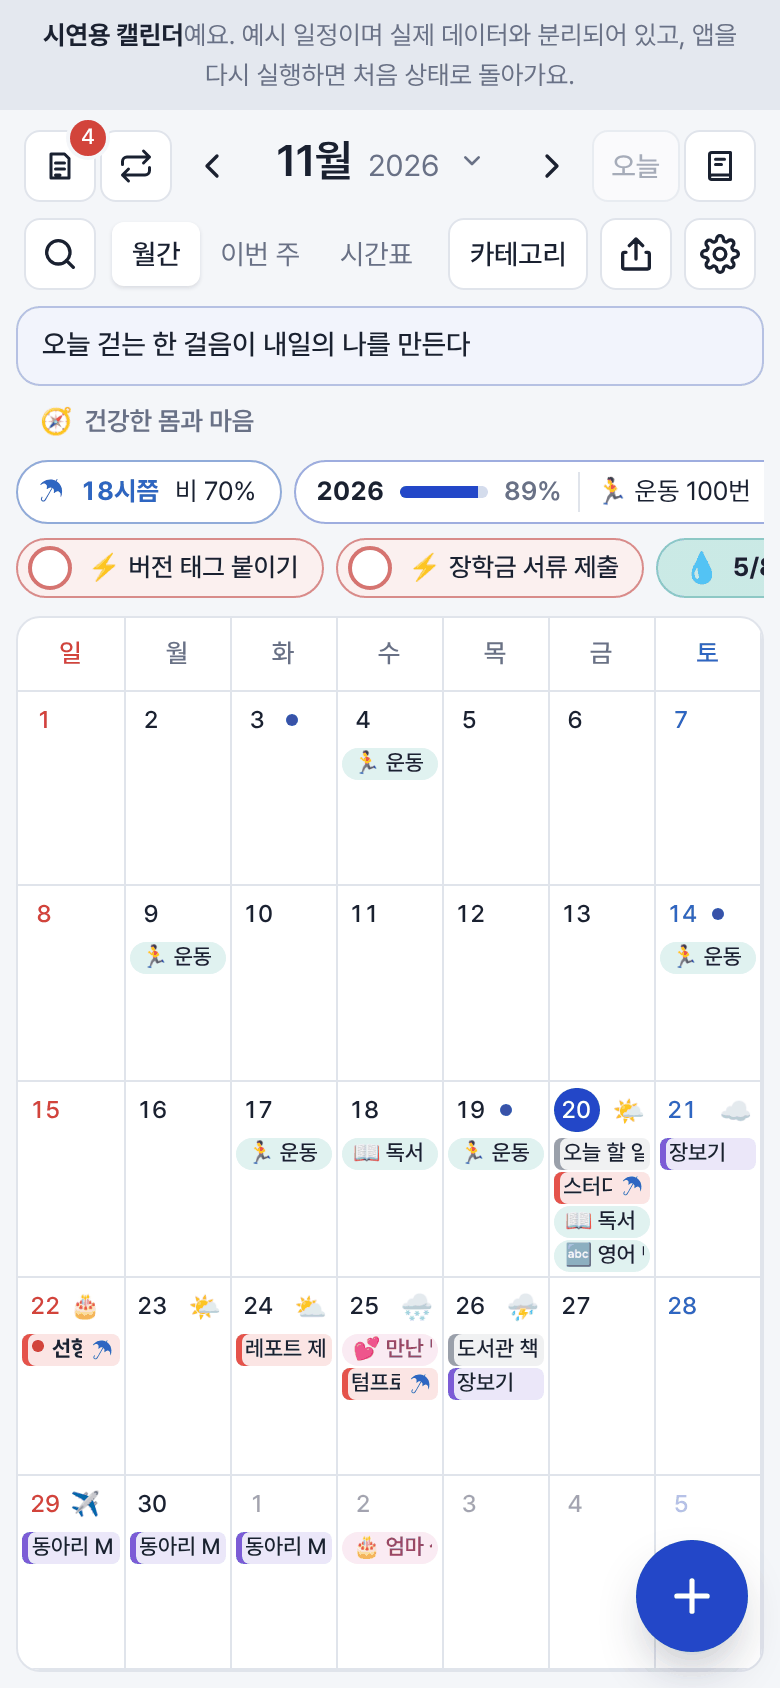 시연용 캘린더예요. 예시 일정이며 실제 데이터와 분리되어 있고, 앱을
다시 실행하면 처음 상태로 돌아가요.
4
11월 2026
오늘
월간 이번 주 시간표 카테고리
오늘 걷는 한 걸음이 내일의 나를 만든다
건강한 몸과 마음
18시쯤 비 70% 2026 89% 운동 100번
버전 태그 붙이기 장학금 서류 제출 5/8
일 월 화 수 목 금 토
1 2 3 4 5 6 7
운동
8 9 10 11 12 13 14
운동 운동
15 16 17 18 19 20 21
운동 독서 운동 오늘 할 일 장보기
스터디
독서
abc 영어
22 23 24 25 26 27 28
레포트 제 만난 도서관 책
텀프로 장보기
29 30 1 2 3 4 5
동아리 M 동아리 M 동아리 M 엄마